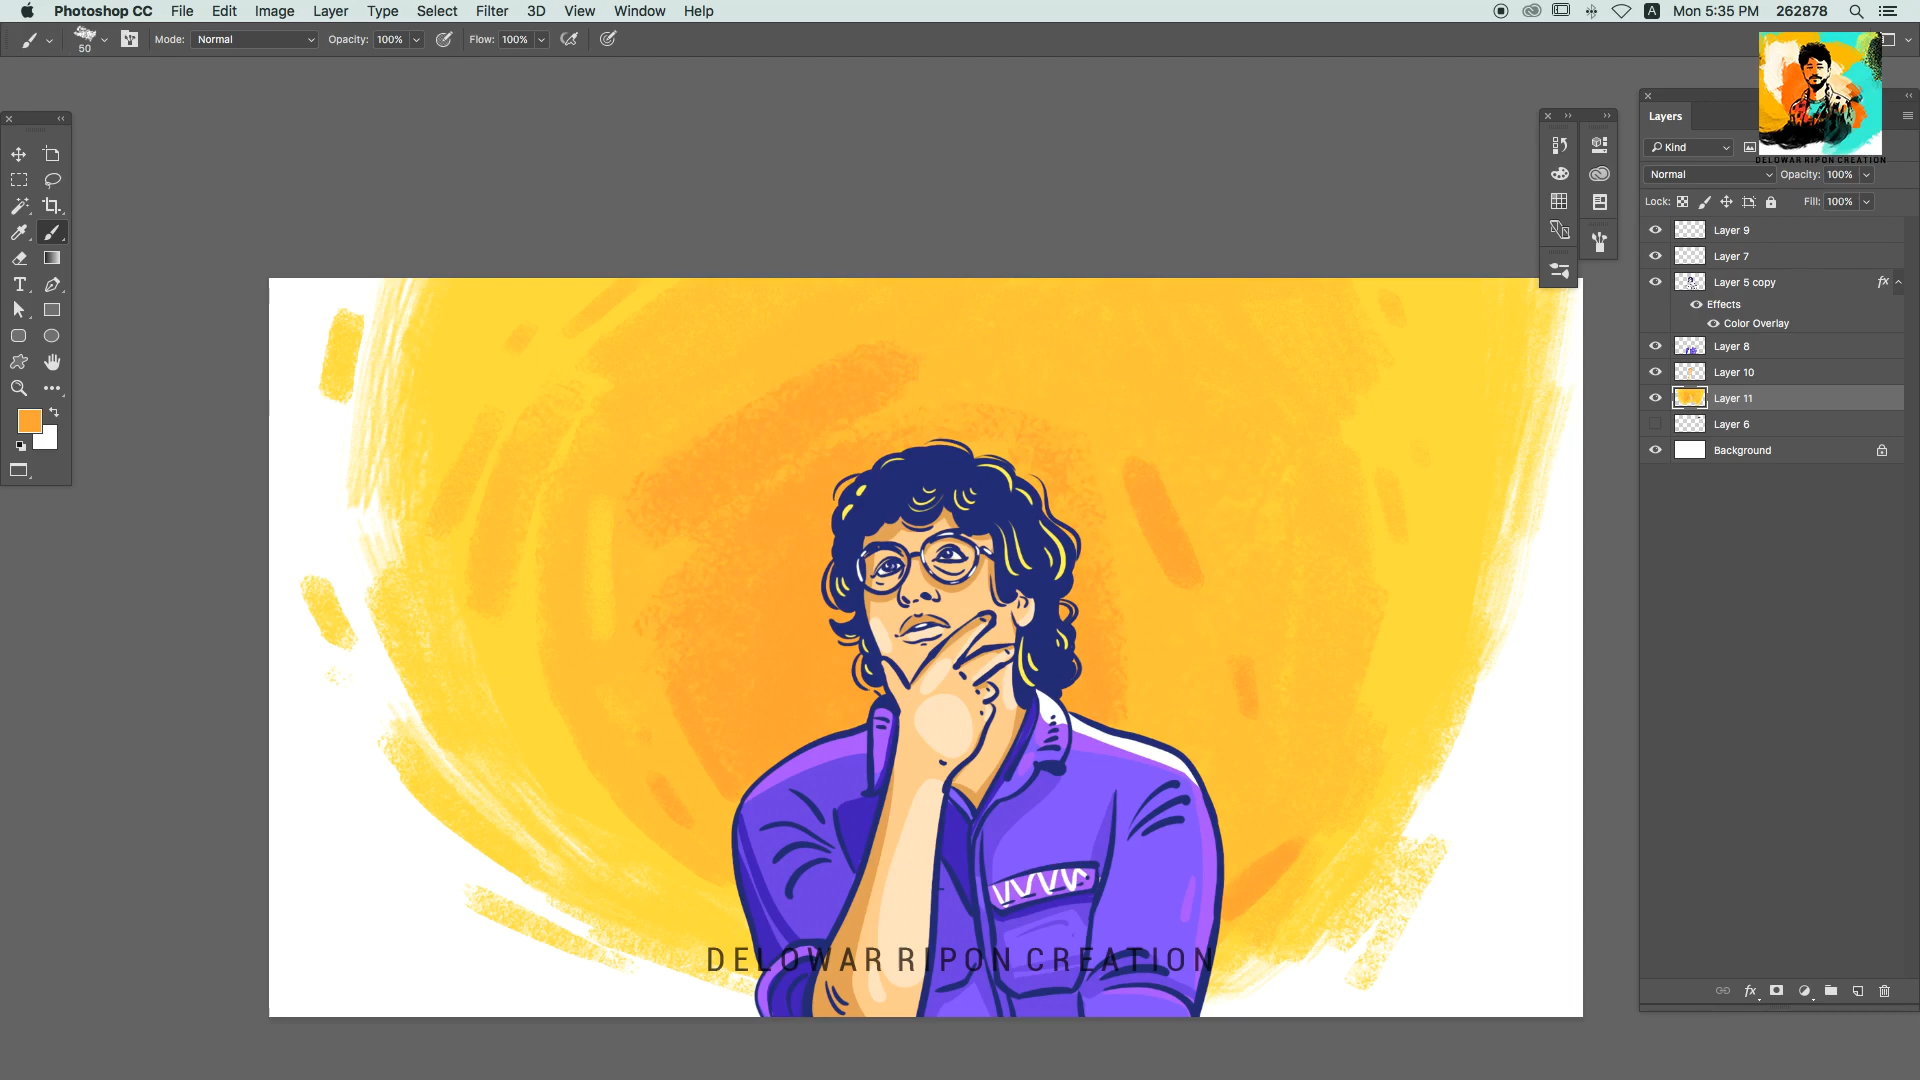 Photoshop CC File Edit Image Layer Type Select Filter 3D View Window Help A Mon 5:35 PM 262878
50 Mode: Normal Opacity: 100% Flow: 100%
Layers
Kind
DELOWAR RIPON CREATION
Normal Opacity: 100%
Lock: Fill: 100%
Layer 9
Layer 7
Layer 5 copy fx
Effects
Color Overlay
Layer 8
Layer 10
Layer 11
Layer 6
Background
DELOWAR RIPON CREATION
fx